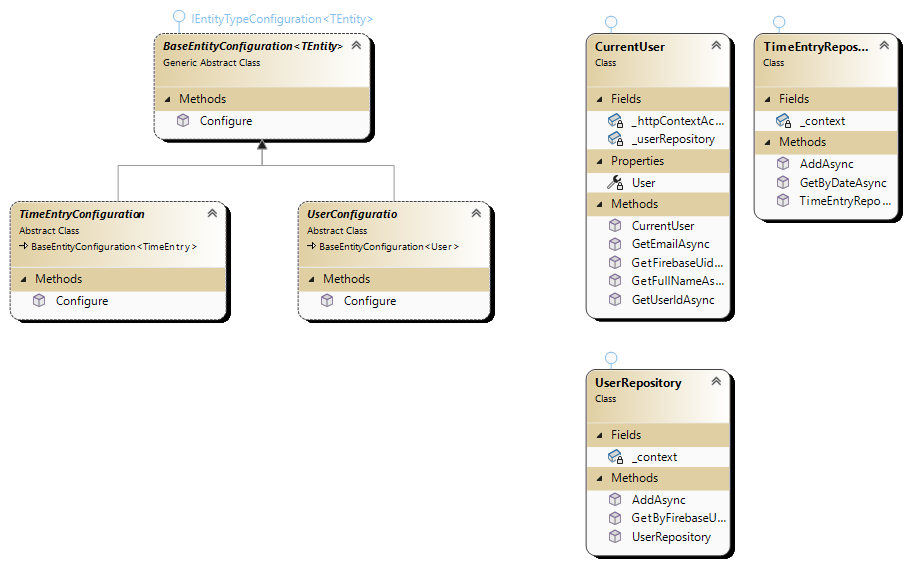 IEntityTypeConfiguration<TEntity>
BaseEntityConfiguration<TEntity>
Generic Abstract Class
Methods
Configure
TimeEntryConfiguration
Abstract Class
BaseEntityConfiguration<TimeEntry>
Methods
Configure
UserConfiguratio
Abstract Class
BaseEntityConfiguration<User>
Methods
Configure
CurrentUser
Class
Fields
_httpContextAc...
_userRepository
Properties
User
Methods
CurrentUser
GetEmailAsync
GetFirebaseUid...
GetFullNameAs...
GetUserIdAsync
TimeEntryRepos...
Class
Fields
_context
Methods
AddAsync
GetByDateAsync
TimeEntryRepo...
UserRepository
Class
Fields
_context
Methods
AddAsync
GetByFirebaseU...
UserRepository